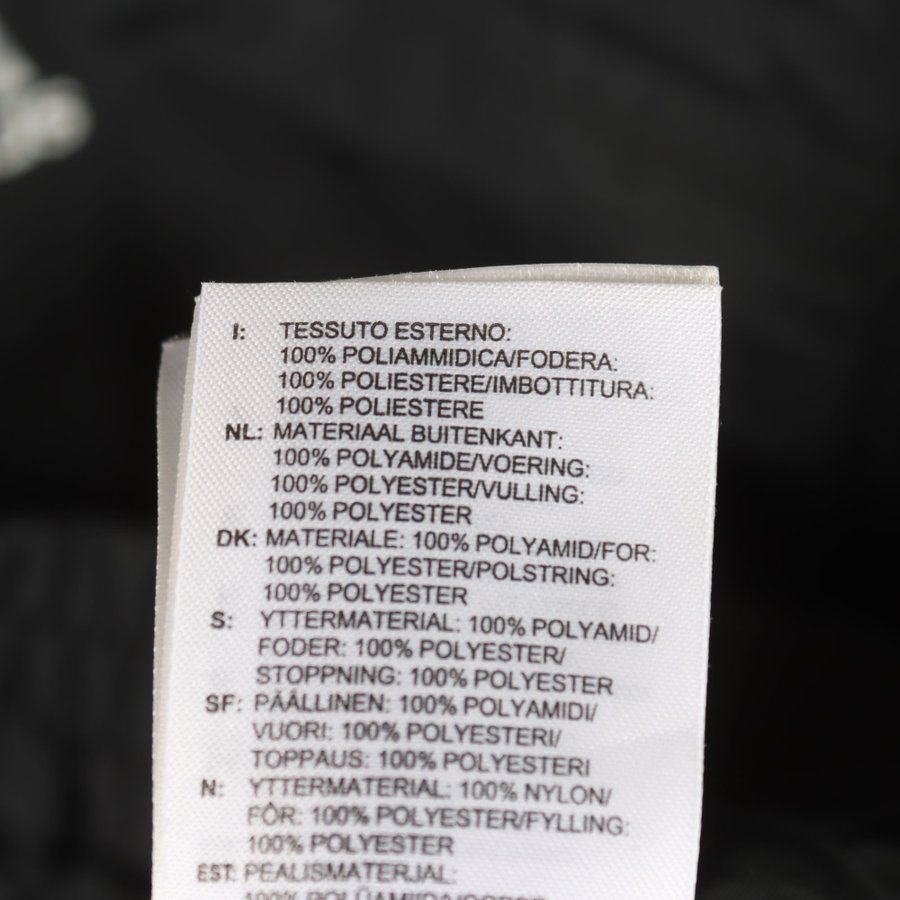 I: TESSUTO ESTERNO:
100% POLIAMMIDICA/FODERA:
100% POLIESTERE/IMBOTTITURA:
100% POLIESTERE
NL: MATERIAAL BUITENKANT:
100% POLYAMIDE/VOERING:
100% POLYESTER/VULLING:
100% POLYESTER
DK: MATERIALE: 100% POLYAMID/FOR:
100% POLYESTER/POLSTRING:
100% POLYESTER
S: YTTERMATERIAL: 100% POLYAMID/
FODER: 100% POLYESTER/
STOPPNING: 100% POLYESTER
SF: PÄÄLLINEN: 100% POLYAMIDI/
VUORI: 100% POLYESTERI/
TOPPAUS: 100% POLYESTERI
N: YTTERMATERIAL: 100% NYLON/
FÔR: 100% POLYESTER/FYLLING:
100% POLYESTER
EST: PEALISMATERJAL:
100%